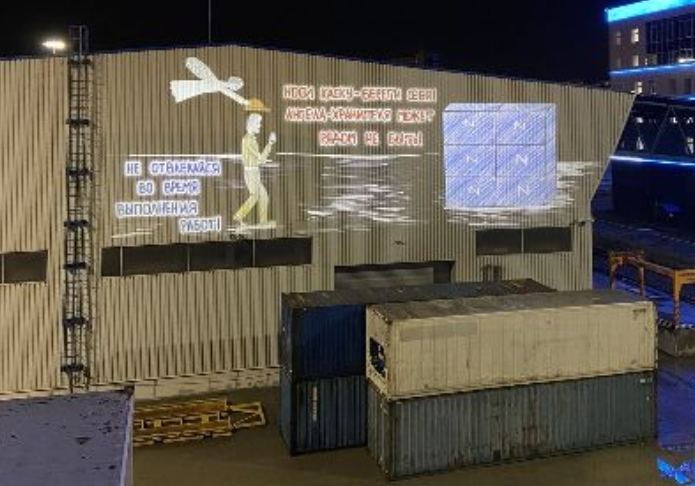 НЕ ОТВЛЕКАЙСЯ
ВО ВРЕМЯ
ВЫПОЛНЕНИЯ
РАБОТ!
НОСИ КАСКУ-БЕРЕГИ СЕБЯ!
АНГЕЛА-ХРАНИТЕЛЯ МОЖЕТ
РЯДОМ НЕ БЫТЬ!
N N
N N